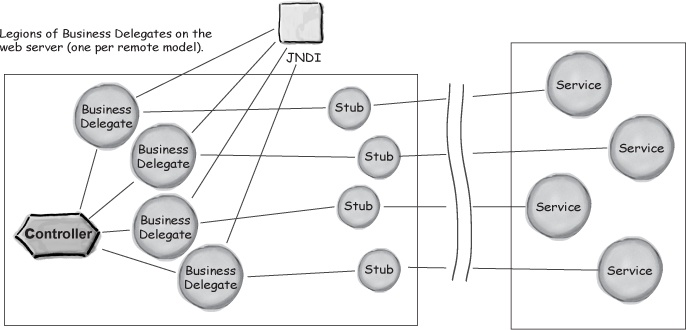 Legions of Business Delegates on the
web server (one per remote model).
JNDI
Business
Delegate
Stub
Service
Business
Delegate
Stub
Service
Business
Delegate
Stub
Service
Controller
Business
Delegate
Stub
Service